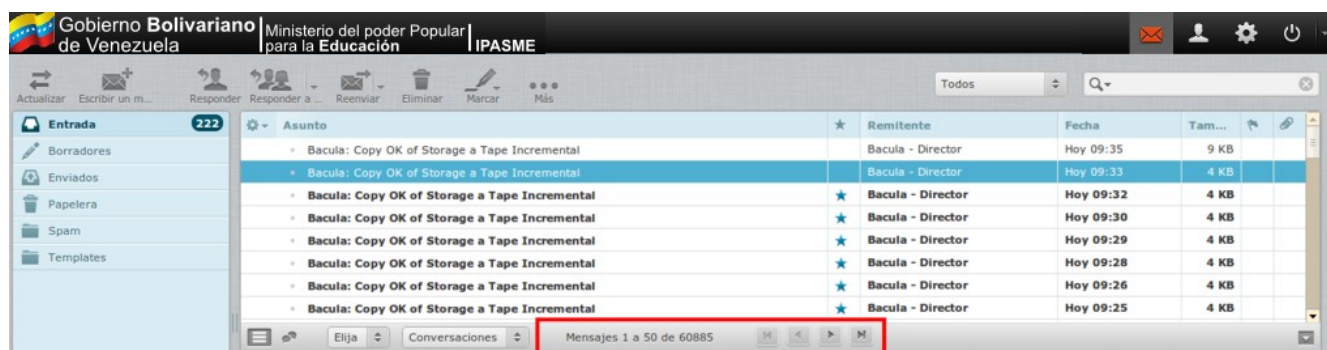 Gobierno Bolivariano
de Venezuela
Ministerio del poder Popular
para la Educación
IPASME
Actualizar Escribir un m... Responder Responder a ... Reenviar Eliminar Marcar Más
Todos
Entrada 222
Borradores
Enviados
Papelera
Spam
Templates
Asunto Remitente Fecha Tam...
Bacula: Copy OK of Storage a Tape Incremental Bacula - Director Hoy 09:35 9 KB
Bacula: Copy OK of Storage a Tape Incremental Bacula - Director Hoy 09:33 4 KB
Bacula: Copy OK of Storage a Tape Incremental Bacula - Director Hoy 09:32 4 KB
Bacula: Copy OK of Storage a Tape Incremental Bacula - Director Hoy 09:30 4 KB
Bacula: Copy OK of Storage a Tape Incremental Bacula - Director Hoy 09:29 4 KB
Bacula: Copy OK of Storage a Tape Incremental Bacula - Director Hoy 09:28 4 KB
Bacula: Copy OK of Storage a Tape Incremental Bacula - Director Hoy 09:26 4 KB
Bacula: Copy OK of Storage a Tape Incremental Bacula - Director Hoy 09:25 4 KB
Elija Conversaciones Mensajes 1 a 50 de 60885